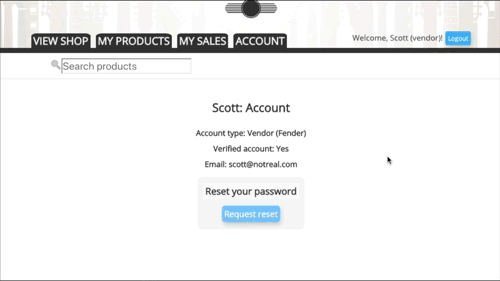 VIEW SHOP MY PRODUCTS MY SALES ACCOUNT Welcome, Scott (vendor)! Logout
Search products
Scott: Account
Account type: Vendor (Fender)
Verified account: Yes
Email: scott@notreal.com
Reset your password
Request reset